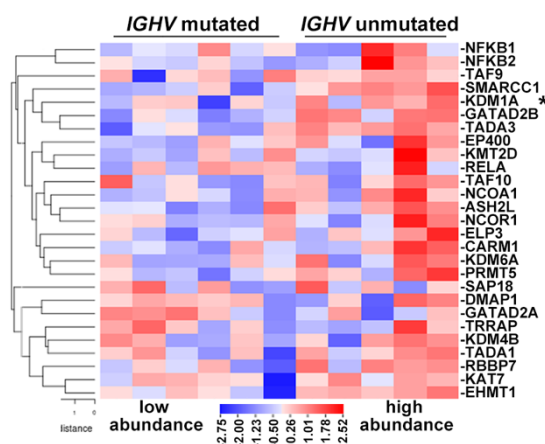 IGHV mutated IGHV unmutated
-NFKB1
-NFKB2
-TAF9
-SMARCC1
-KDM1A *
-GATAD2B
-TADA3
-EP400
-KMT2D
-RELA
-TAF10
-NCOA1
-ASH2L
-NCOR1
-ELP3
-CARM1
-KDM6A
-PRMT5
-SAP18
-DMAP1
-GATAD2A
-TRRAP
-KDM4B
-TADA1
-RBBP7
-KAT7
-EHMT1
1 0
listance
low abundance
2.75 2.00 1.23 0.50 0.26 1.01 1.78 2.52
high abundance